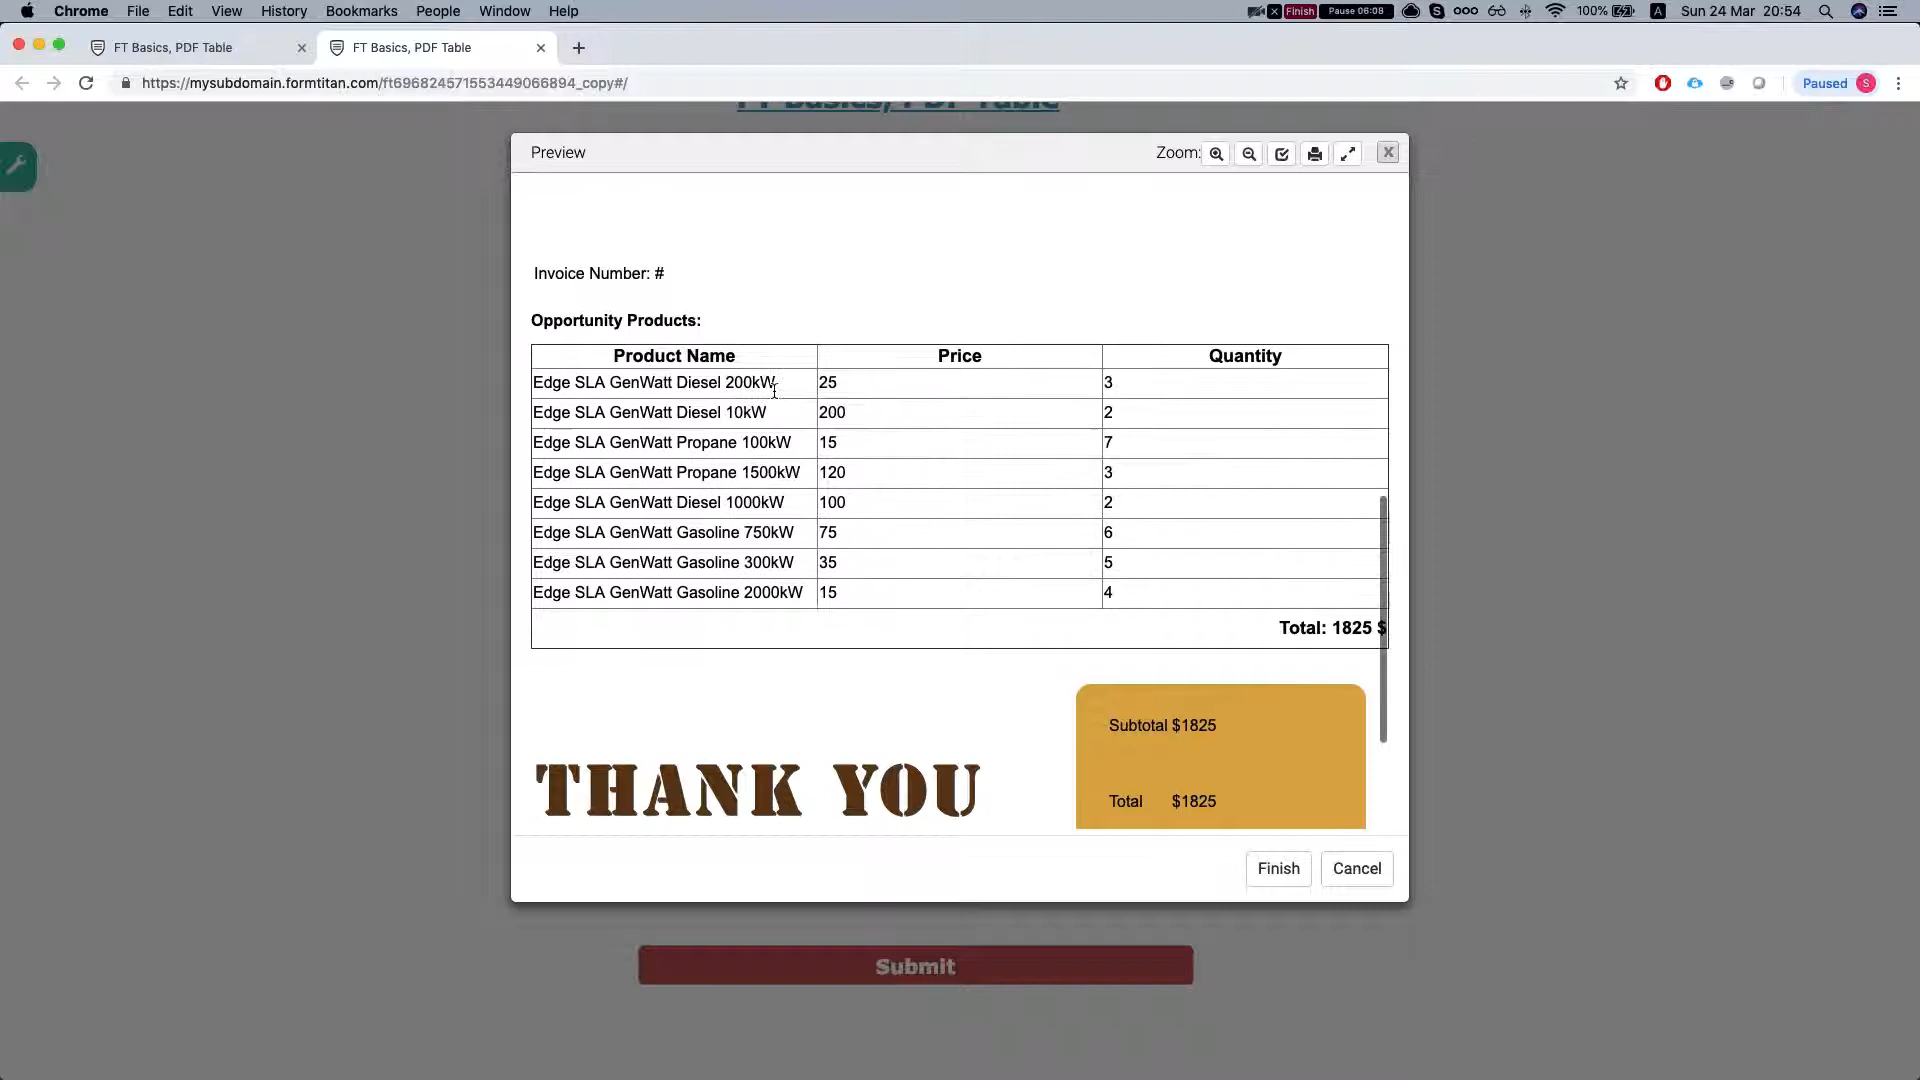 Chrome File Edit View History Bookmarks People Window Help
Finish Pause 06:08 100% A Sun 24 Mar 20:54
FT Basics, PDF Table
FT Basics, PDF Table
https://mysubdomain.formtitan.com/ft696824571553449066894_copy#/
Paused S
FT Basics, PDF Table
Preview
Zoom:
X
Invoice Number: #
Opportunity Products:
Product Name Price Quantity
Edge SLA GenWatt Diesel 200kW 25 3
Edge SLA GenWatt Diesel 10kW 200 2
Edge SLA GenWatt Propane 100kW 15 7
Edge SLA GenWatt Propane 1500kW 120 3
Edge SLA GenWatt Diesel 1000kW 100 2
Edge SLA GenWatt Gasoline 750kW 75 6
Edge SLA GenWatt Gasoline 300kW 35 5
Edge SLA GenWatt Gasoline 2000kW 15 4
Total: 1825 $
Subtotal $1825
THANK YOU
Total $1825
Finish Cancel
Submit